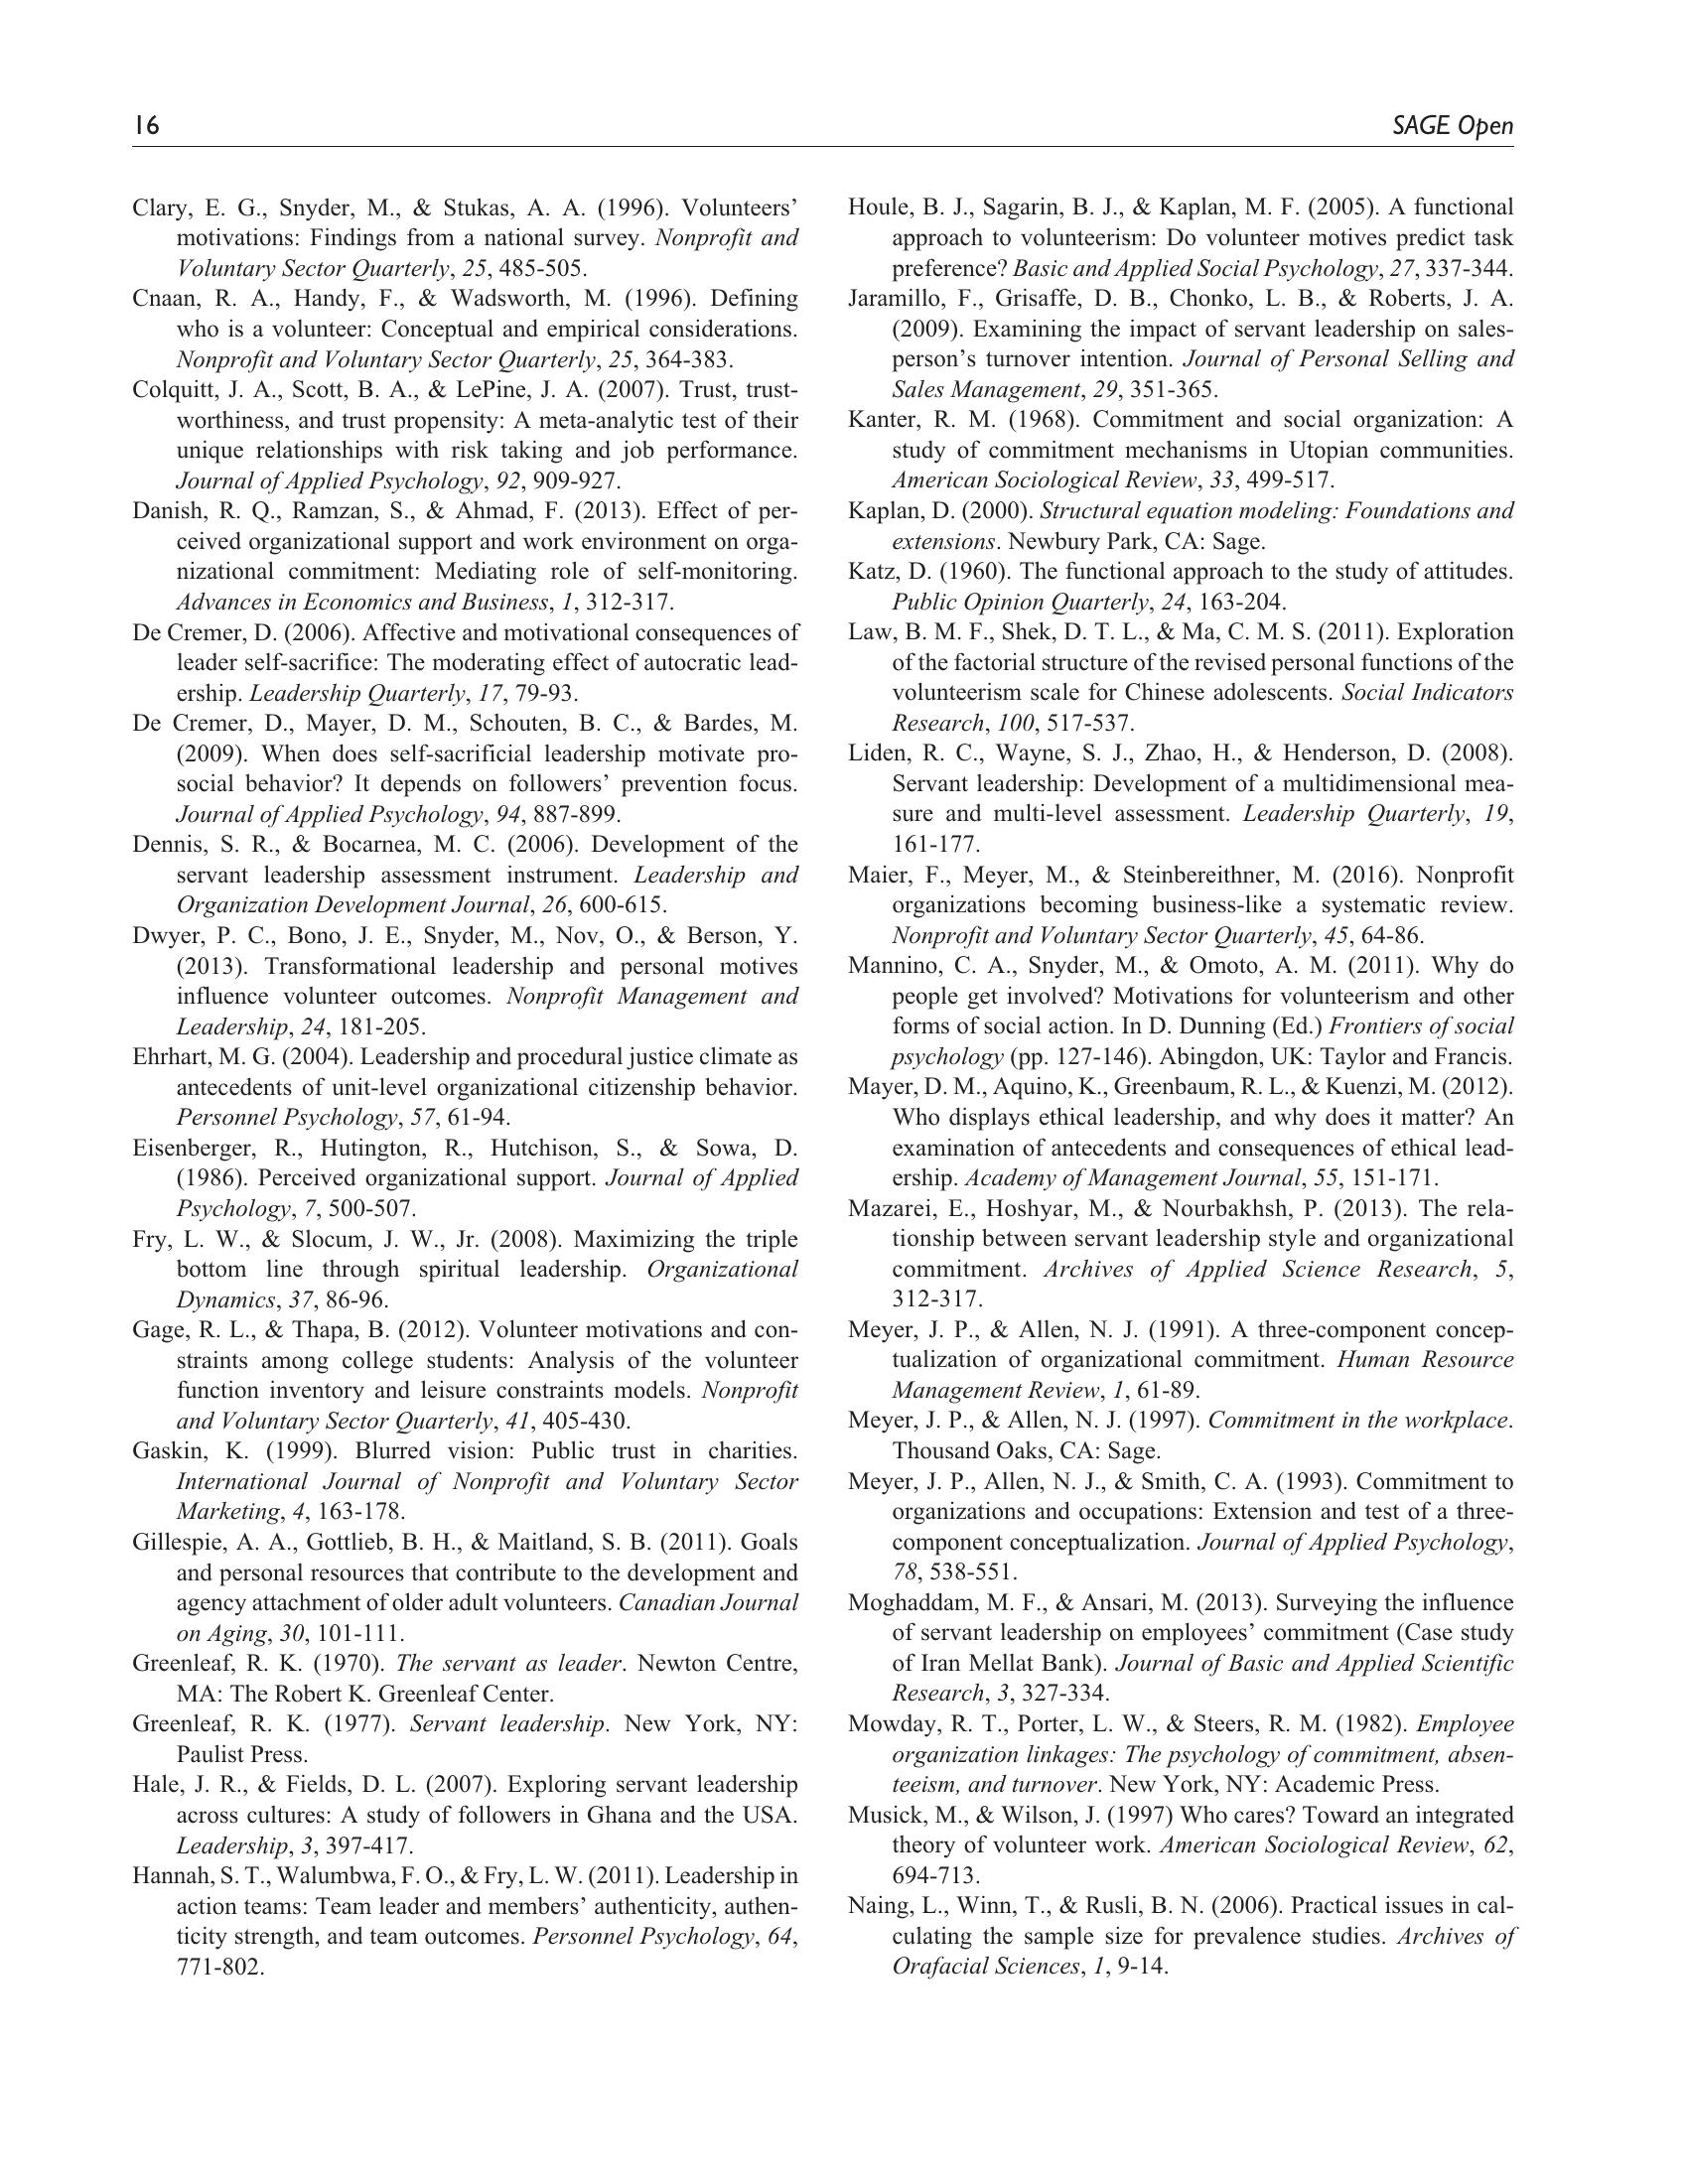 16
SAGE Open
Clary, E. G., Snyder, M., & Stukas, A. A. (1996). Volunteers’
motivations: Findings from a national survey. Nonprofit and
Voluntary Sector Quarterly, 25, 485-505.
Cnaan, R. A., Handy, F., & Wadsworth, M. (1996). Defining
who is a volunteer: Conceptual and empirical considerations.
Nonprofit and Voluntary Sector Quarterly, 25, 364-383.
Colquitt, J. A., Scott, B. A., & LePine, J. A. (2007). Trust, trust-
worthiness, and trust propensity: A meta-analytic test of their
unique relationships with risk taking and job performance.
Journal of Applied Psychology, 92, 909-927.
Danish, R. Q., Ramzan, S., & Ahmad, F. (2013). Effect of per-
ceived organizational support and work environment on orga-
nizational commitment: Mediating role of self-monitoring.
Advances in Economics and Business, 1, 312-317.
De Cremer, D. (2006). Affective and motivational consequences of
leader self-sacrifice: The moderating effect of autocratic lead-
ership. Leadership Quarterly, 17, 79-93.
De Cremer, D., Mayer, D. M., Schouten, B. C., & Bardes, M.
(2009). When does self-sacrificial leadership motivate pro-
social behavior? It depends on followers’ prevention focus.
Journal of Applied Psychology, 94, 887-899.
Dennis, S. R., & Bocarnea, M. C. (2006). Development of the
servant leadership assessment instrument. Leadership and
Organization Development Journal, 26, 600-615.
Dwyer, P. C., Bono, J. E., Snyder, M., Nov, O., & Berson, Y.
(2013). Transformational leadership and personal motives
influence volunteer outcomes. Nonprofit Management and
Leadership, 24, 181-205.
Ehrhart, M. G. (2004). Leadership and procedural justice climate as
antecedents of unit-level organizational citizenship behavior.
Personnel Psychology, 57, 61-94.
Eisenberger, R., Hutington, R., Hutchison, S., & Sowa, D.
(1986). Perceived organizational support. Journal of Applied
Psychology, 7, 500-507.
Fry, L. W., & Slocum, J. W., Jr. (2008). Maximizing the triple
bottom line through spiritual leadership. Organizational
Dynamics, 37, 86-96.
Gage, R. L., & Thapa, B. (2012). Volunteer motivations and con-
straints among college students: Analysis of the volunteer
function inventory and leisure constraints models. Nonprofit
and Voluntary Sector Quarterly, 41, 405-430.
Gaskin, K. (1999). Blurred vision: Public trust in charities.
International Journal of Nonprofit and Voluntary Sector
Marketing, 4, 163-178.
Gillespie, A. A., Gottlieb, B. H., & Maitland, S. B. (2011). Goals
and personal resources that contribute to the development and
agency attachment of older adult volunteers. Canadian Journal
on Aging, 30, 101-111.
Greenleaf, R. K. (1970). The servant as leader. Newton Centre,
MA: The Robert K. Greenleaf Center.
Greenleaf, R. K. (1977). Servant leadership. New York, NY:
Paulist Press.
Hale, J. R., & Fields, D. L. (2007). Exploring servant leadership
across cultures: A study of followers in Ghana and the USA.
Leadership, 3, 397-417.
Hannah, S. T., Walumbwa, F. O., & Fry, L. W. (2011). Leadership in
action teams: Team leader and members’ authenticity, authen-
ticity strength, and team outcomes. Personnel Psychology, 64,
771-802.
Houle, B. J., Sagarin, B. J., & Kaplan, M. F. (2005). A functional
approach to volunteerism: Do volunteer motives predict task
preference? Basic and Applied Social Psychology, 27, 337-344.
Jaramillo, F., Grisaffe, D. B., Chonko, L. B., & Roberts, J. A.
(2009). Examining the impact of servant leadership on sales-
person’s turnover intention. Journal of Personal Selling and
Sales Management, 29, 351-365.
Kanter, R. M. (1968). Commitment and social organization: A
study of commitment mechanisms in Utopian communities.
American Sociological Review, 33, 499-517.
Kaplan, D. (2000). Structural equation modeling: Foundations and
extensions. Newbury Park, CA: Sage.
Katz, D. (1960). The functional approach to the study of attitudes.
Public Opinion Quarterly, 24, 163-204.
Law, B. M. F., Shek, D. T. L., & Ma, C. M. S. (2011). Exploration
of the factorial structure of the revised personal functions of the
volunteerism scale for Chinese adolescents. Social Indicators
Research, 100, 517-537.
Liden, R. C., Wayne, S. J., Zhao, H., & Henderson, D. (2008).
Servant leadership: Development of a multidimensional mea-
sure and multi-level assessment. Leadership Quarterly, 19,
161-177.
Maier, F., Meyer, M., & Steinbereithner, M. (2016). Nonprofit
organizations becoming business-like a systematic review.
Nonprofit and Voluntary Sector Quarterly, 45, 64-86.
Mannino, C. A., Snyder, M., & Omoto, A. M. (2011). Why do
people get involved? Motivations for volunteerism and other
forms of social action. In D. Dunning (Ed.) Frontiers of social
psychology (pp. 127-146). Abingdon, UK: Taylor and Francis.
Mayer, D. M., Aquino, K., Greenbaum, R. L., & Kuenzi, M. (2012).
Who displays ethical leadership, and why does it matter? An
examination of antecedents and consequences of ethical lead-
ership. Academy of Management Journal, 55, 151-171.
Mazarei, E., Hoshyar, M., & Nourbakhsh, P. (2013). The rela-
tionship between servant leadership style and organizational
commitment. Archives of Applied Science Research, 5,
312-317.
Meyer, J. P., & Allen, N. J. (1991). A three-component concep-
tualization of organizational commitment. Human Resource
Management Review, 1, 61-89.
Meyer, J. P., & Allen, N. J. (1997). Commitment in the workplace.
Thousand Oaks, CA: Sage.
Meyer, J. P., Allen, N. J., & Smith, C. A. (1993). Commitment to
organizations and occupations: Extension and test of a three-
component conceptualization. Journal of Applied Psychology,
78, 538-551.
Moghaddam, M. F., & Ansari, M. (2013). Surveying the influence
of servant leadership on employees’ commitment (Case study
of Iran Mellat Bank). Journal of Basic and Applied Scientific
Research, 3, 327-334.
Mowday, R. T., Porter, L. W., & Steers, R. M. (1982). Employee
organization linkages: The psychology of commitment, absen-
teeism, and turnover. New York, NY: Academic Press.
Musick, M., & Wilson, J. (1997) Who cares? Toward an integrated
theory of volunteer work. American Sociological Review, 62,
694-713.
Naing, L., Winn, T., & Rusli, B. N. (2006). Practical issues in cal-
culating the sample size for prevalence studies. Archives of
Orafacial Sciences, 1, 9-14.